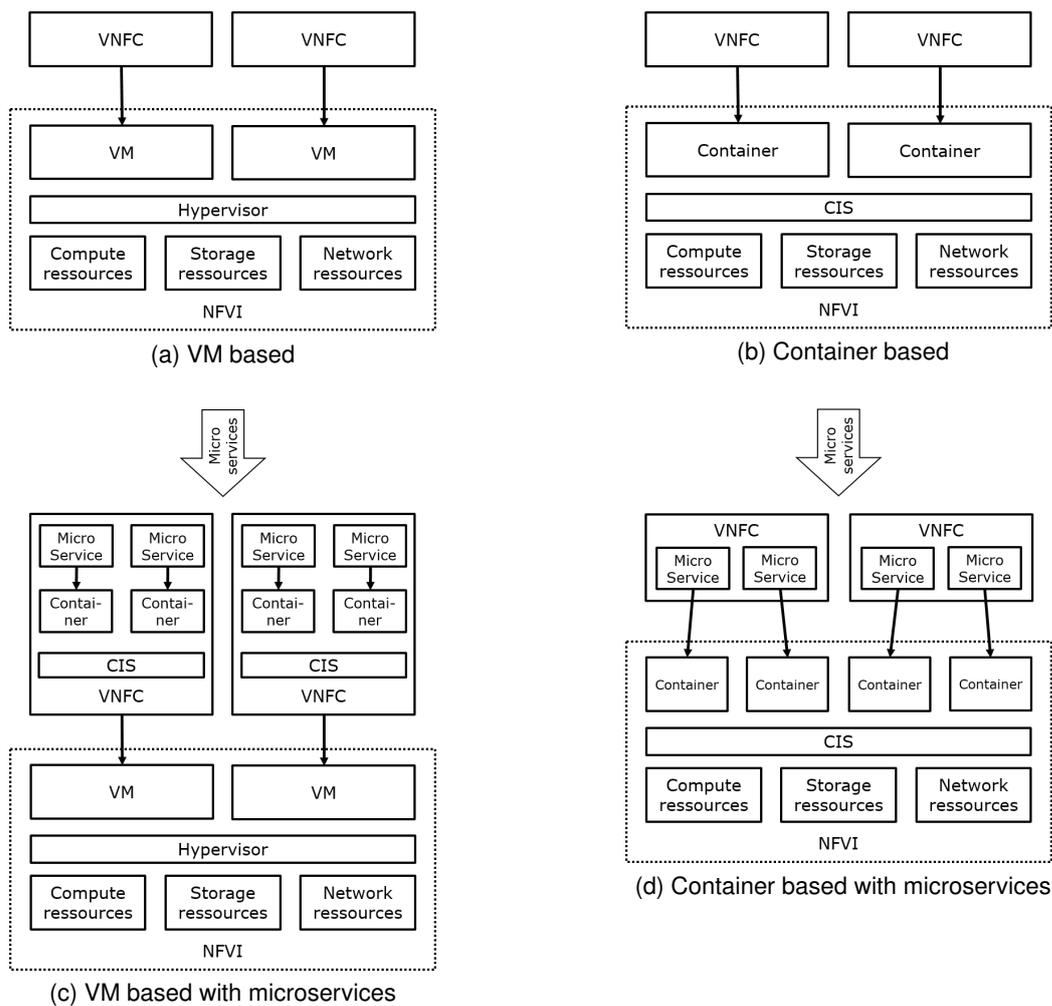 VNFC
VNFC
VM
VM
Hypervisor
Compute
ressources
Storage
ressources
Network
ressources
NFVI
(a) VM based
VNFC
VNFC
Container
Container
CIS
Compute
ressources
Storage
ressources
Network
ressources
NFVI
(b) Container based
Micro
services
Micro
Service
Micro
Service
Contai-
ner
Contai-
ner
CIS
VNFC
Micro
Service
Micro
Service
Contai-
ner
Contai-
ner
CIS
VNFC
VM
VM
Hypervisor
Compute
ressources
Storage
ressources
Network
ressources
NFVI
(c) VM based with microservices
Micro
services
VNFC
Micro
Service
Micro
Service
VNFC
Micro
Service
Micro
Service
Container
Container
Container
Container
CIS
Compute
ressources
Storage
ressources
Network
ressources
NFVI
(d) Container based with microservices